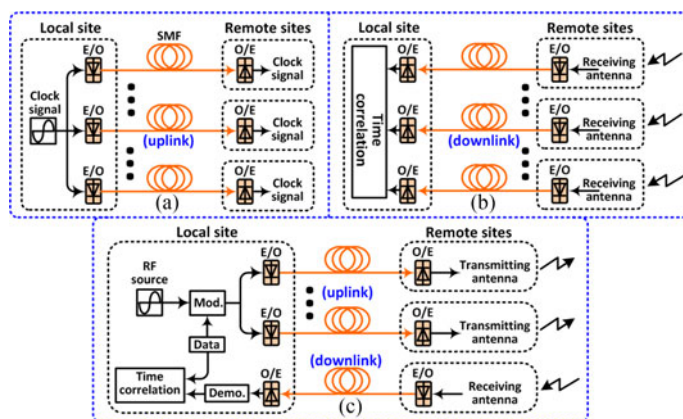 Local site
Remote sites
E/O
SMF
O/E
Clock signal
Clock signal
E/O
O/E
(uplink)
Clock signal
E/O
O/E
Clock signal
(a)
Local site
Remote sites
O/E
E/O
Receiving antenna
Time correlation
O/E
E/O
(downlink)
Receiving antenna
O/E
E/O
Receiving antenna
(b)
Local site
Remote sites
E/O
O/E
RF source
Mod.
Transmitting antenna
(uplink)
E/O
O/E
Transmitting antenna
Data
(downlink)
O/E
E/O
Time correlation
Demo.
Receiving antenna
(c)